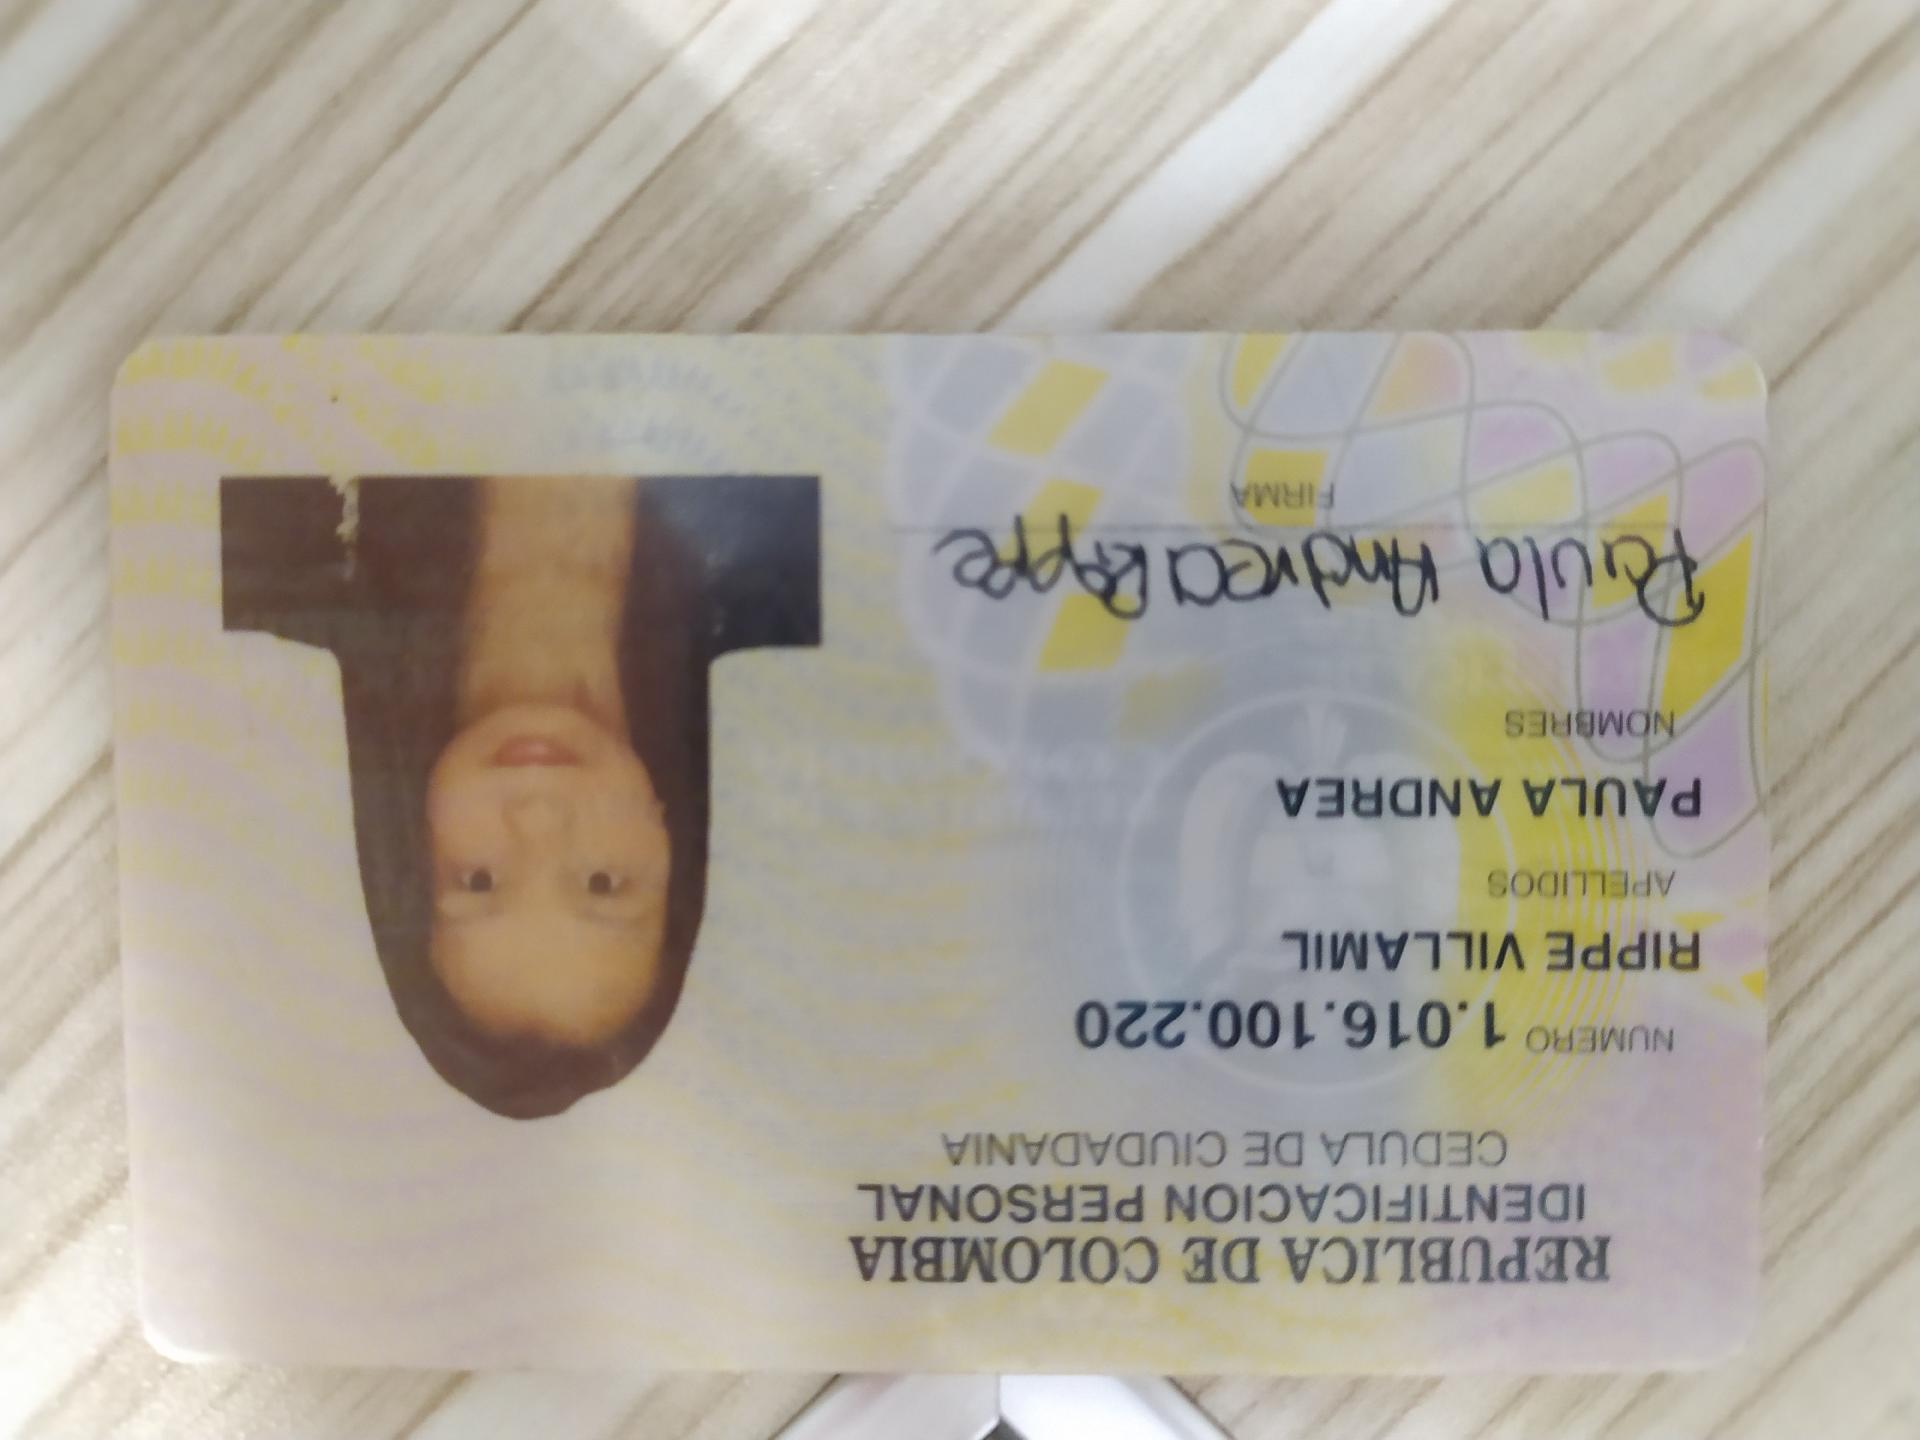 REPUBLICA DE COLOMBIA
IDENTIFICACION PERSONAL
CEDULA DE CIUDADANIA
NUMERO 1.016.100.220
RIPPE VILLAMIL
APELLIDOS
PAULA ANDREA
NOMBRES
Paula Andrea Rippe
FIRMA